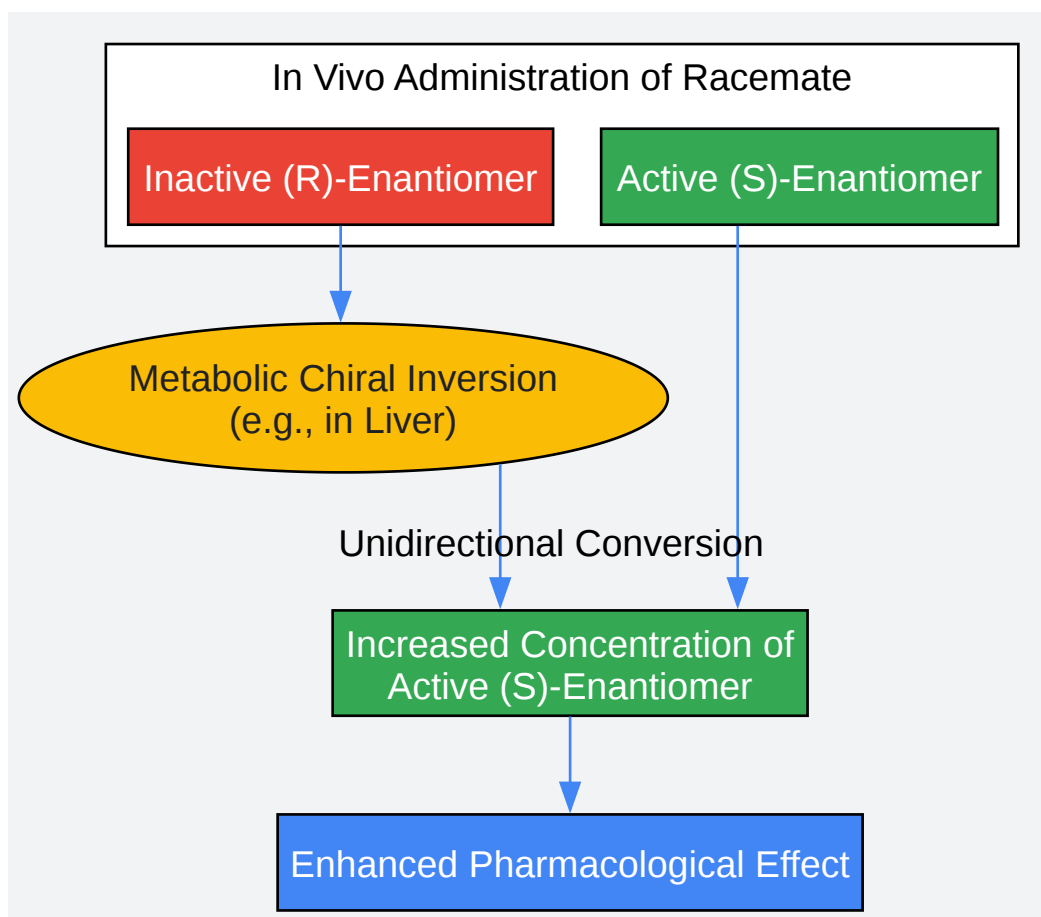 In Vivo Administration of Racemate
Inactive (R)-Enantiomer
Active (S)-Enantiomer
Metabolic Chiral Inversion
(e.g., in Liver)
Unidirectional Conversion
Increased Concentration of
Active (S)-Enantiomer
Enhanced Pharmacological Effect